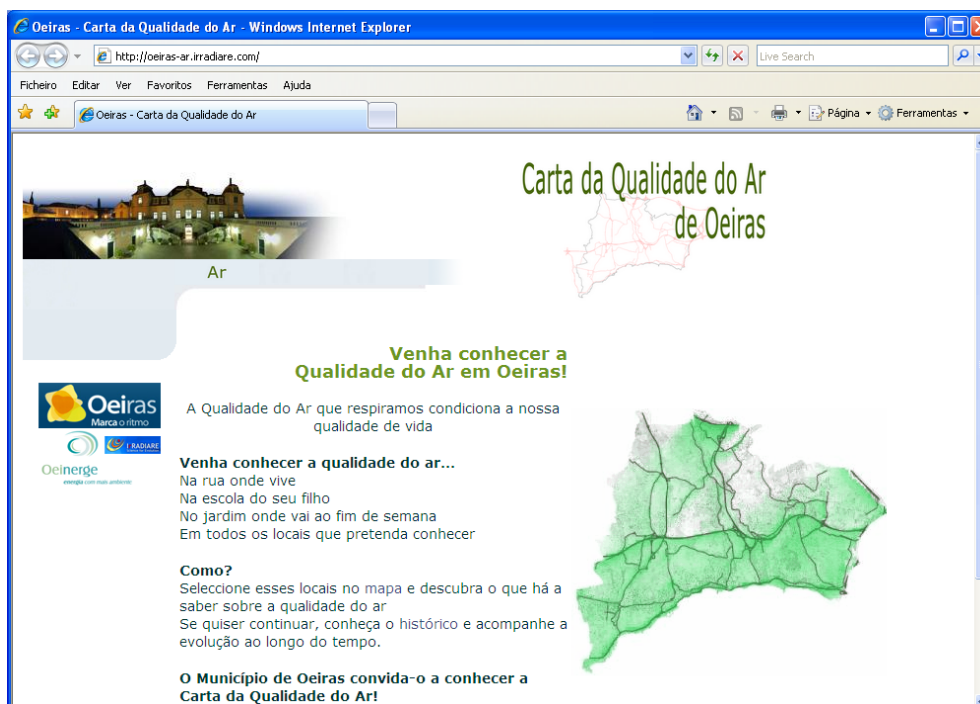 Oeiras - Carta da Qualidade do Ar - Windows Internet Explorer
http://oeiras-ar.irradiare.com/
Live Search
Ficheiro Editar Ver Favoritos Ferramentas Ajuda
Oeiras - Carta da Qualidade do Ar
Página Ferramentas
Carta da Qualidade do Ar
de Oeiras
Ar
Venha conhecer a
Qualidade do Ar em Oeiras!
Oeiras
Marca o ritmo
I RADIARE
Oeinerge
energia com mais ambiente
A Qualidade do Ar que respiramos condiciona a nossa
qualidade de vida
Venha conhecer a qualidade do ar...
Na rua onde vive
Na escola do seu filho
No jardim onde vai ao fim de semana
Em todos os locais que pretenda conhecer
Como?
Seleccione esses locais no mapa e descubra o que há a
saber sobre a qualidade do ar
Se quiser continuar, conheça o histórico e acompanhe a
evolução ao longo do tempo.
O Município de Oeiras convida-o a conhecer a
Carta da Qualidade do Ar!